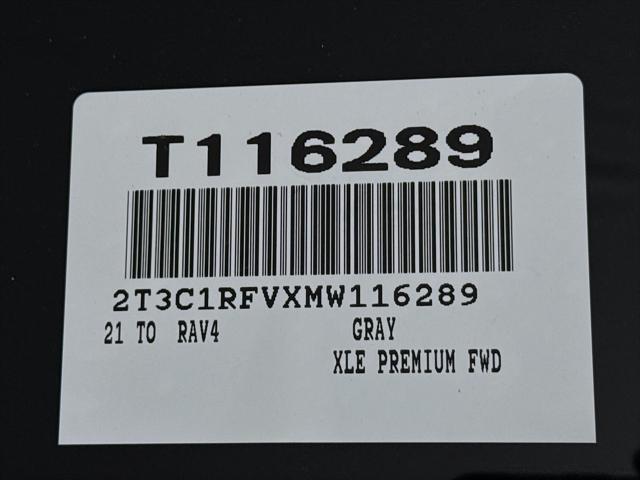 T116289
2T3C1RFVXMW116289
21 TO RAV4 GRAY
XLE PREMIUM FWD